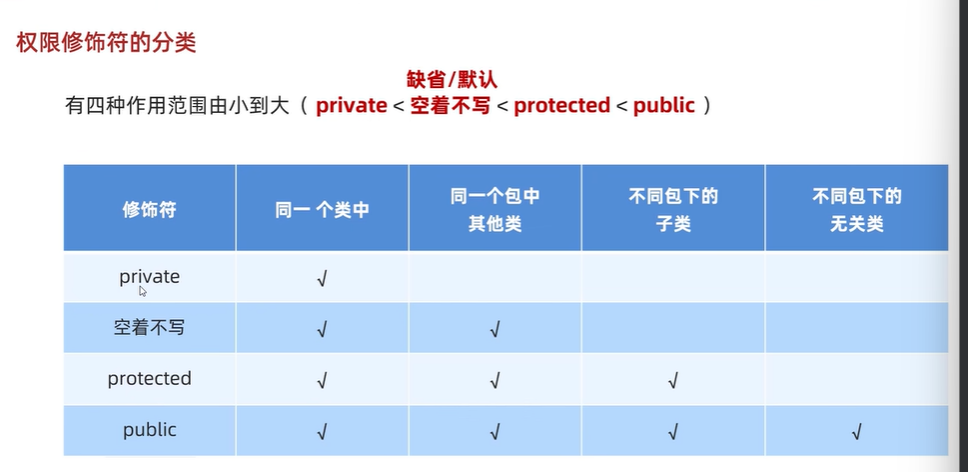 权限修饰符的分类
缺省/默认
有四种作用范围由小到大（ private < 空着不写 < protected < public ）
修饰符 同一 个类中 同一个包中 不同包下的 不同包下的
其他类 子类 无关类
private √
空着不写 √ √
protected √ √ √
public √ √ √ √